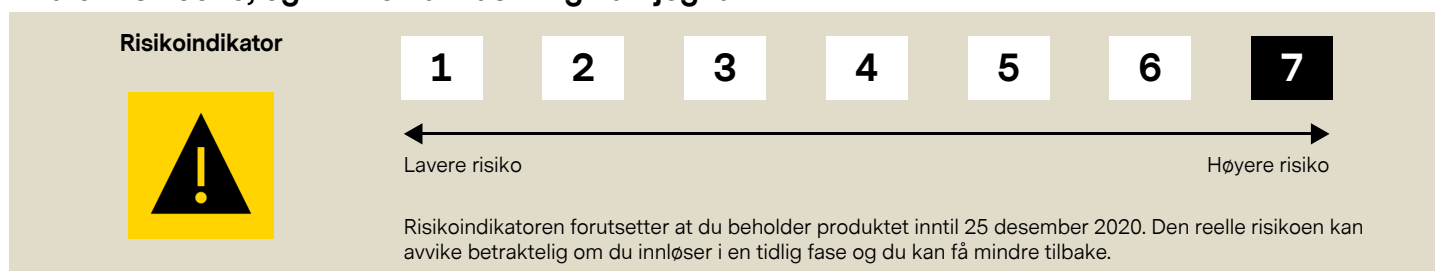 Risikoindikator
1 2 3 4 5 6 7
Lavere risiko Høyere risiko
Risikoindikatoren forutsetter at du beholder produktet inntil 25 desember 2020. Den reelle risikoen kan
avvike betraktelig om du innløser i en tidlig fase og du kan få mindre tilbake.